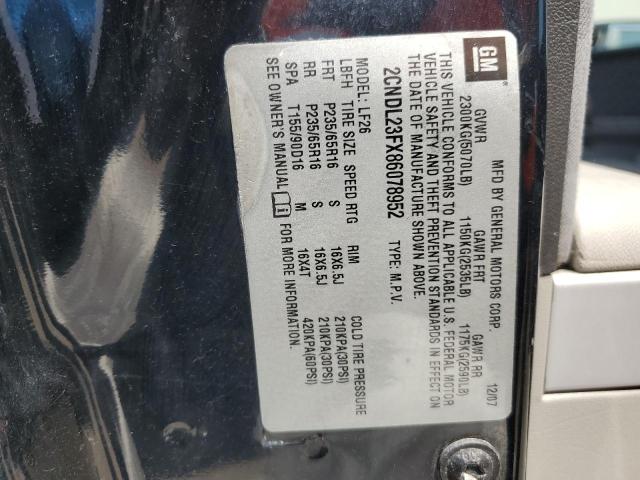 GM
MFD BY GENERAL MOTORS CORP. 12/07
GVWR GAWR FRT GAWR RR
2300KG(5070LB) 1150KG(2535LB) 1175KG(2590LB)
THIS VEHICLE CONFORMS TO ALL APPLICABLE U.S. FEDERAL MOTOR
VEHICLE SAFETY AND THEFT PREVENTION STANDARDS IN EFFECT ON
THE DATE OF MANUFACTURE SHOWN ABOVE.
2CNDL23FX86078952 TYPE: M.P.V.
MODEL: LF26
LBFH TIRE SIZE SPEED RTG RIM COLD TIRE PRESSURE
FRT P235/65R16 S 16X6.5J 210KPA(30PSI)
RR P235/65R16 S 16X6.5J 210KPA(30PSI)
SPA T155/90D16 M 16X4T 420KPA(60PSI)
SEE OWNER'S MANUAL FOR MORE INFORMATION.